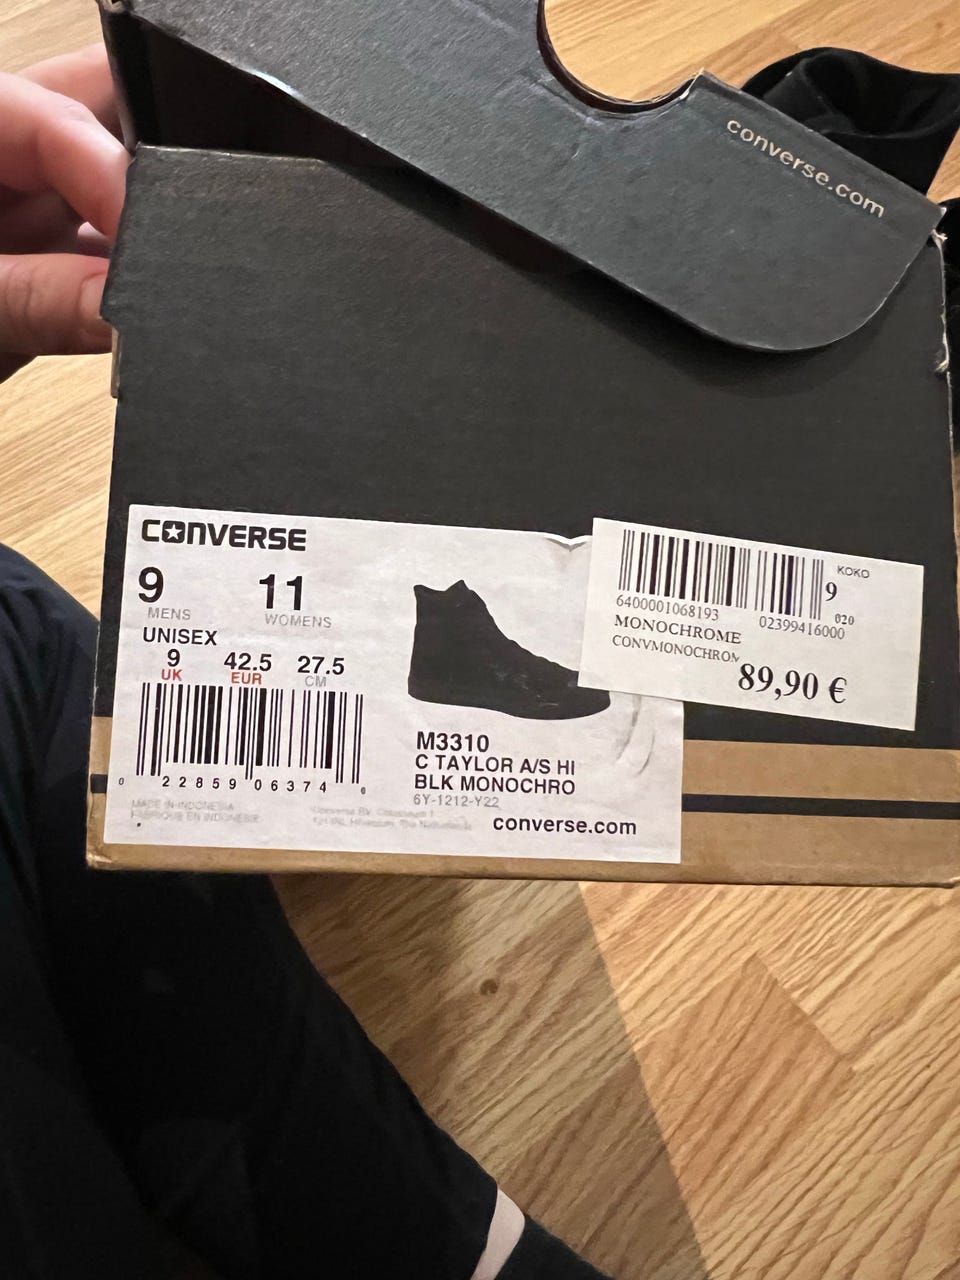 converse.com
CONVERSE
9 11
MENS WOMENS
UNISEX
9 42.5 27.5
UK EUR CM
0 22859 06374 6
MADE IN INDONESIA
FABRIQUE EN INDONESIE
M3310
C TAYLOR A/S HI
BLK MONOCHRO
6Y-1212-Y22
converse.com
KOKO
9
6400001068193 020
02399416000
MONOCHROME
CONVMONOCHROM
89,90 €